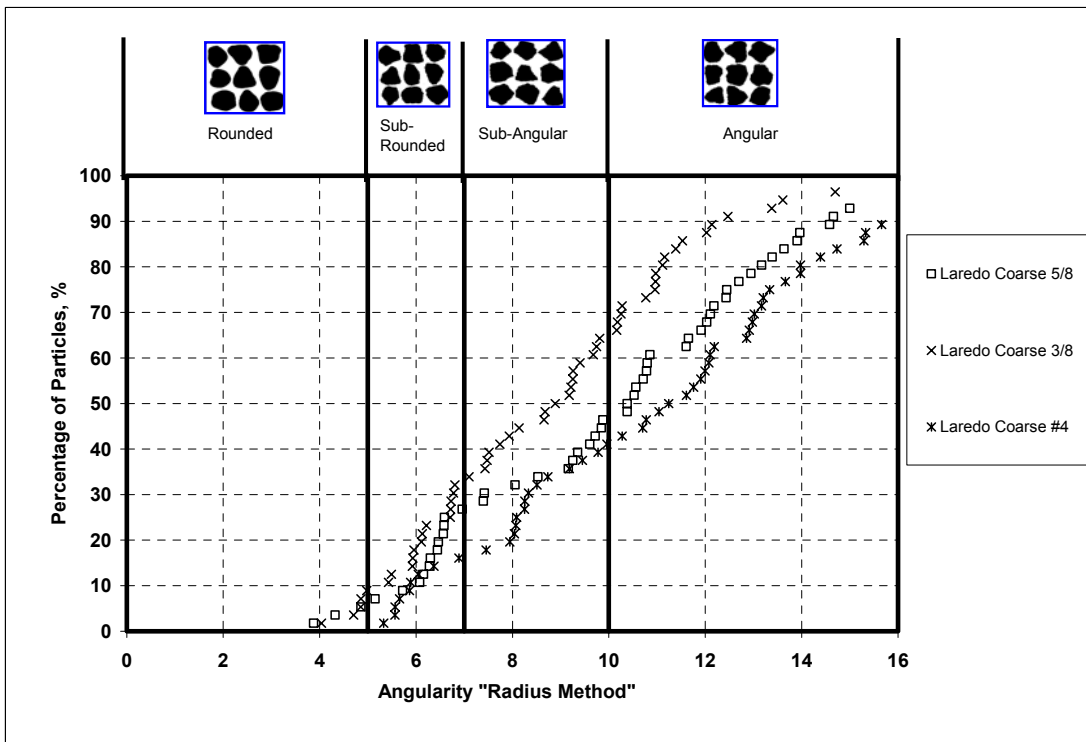 Rounded
Sub-
Rounded
Sub-Angular
Angular
100
90
80
70
60
50
40
30
20
10
0
Percentage of Particles, %
0 2 4 6 8 10 12 14 16
Angularity "Radius Method"
Laredo Coarse 5/8
Laredo Coarse 3/8
Laredo Coarse #4